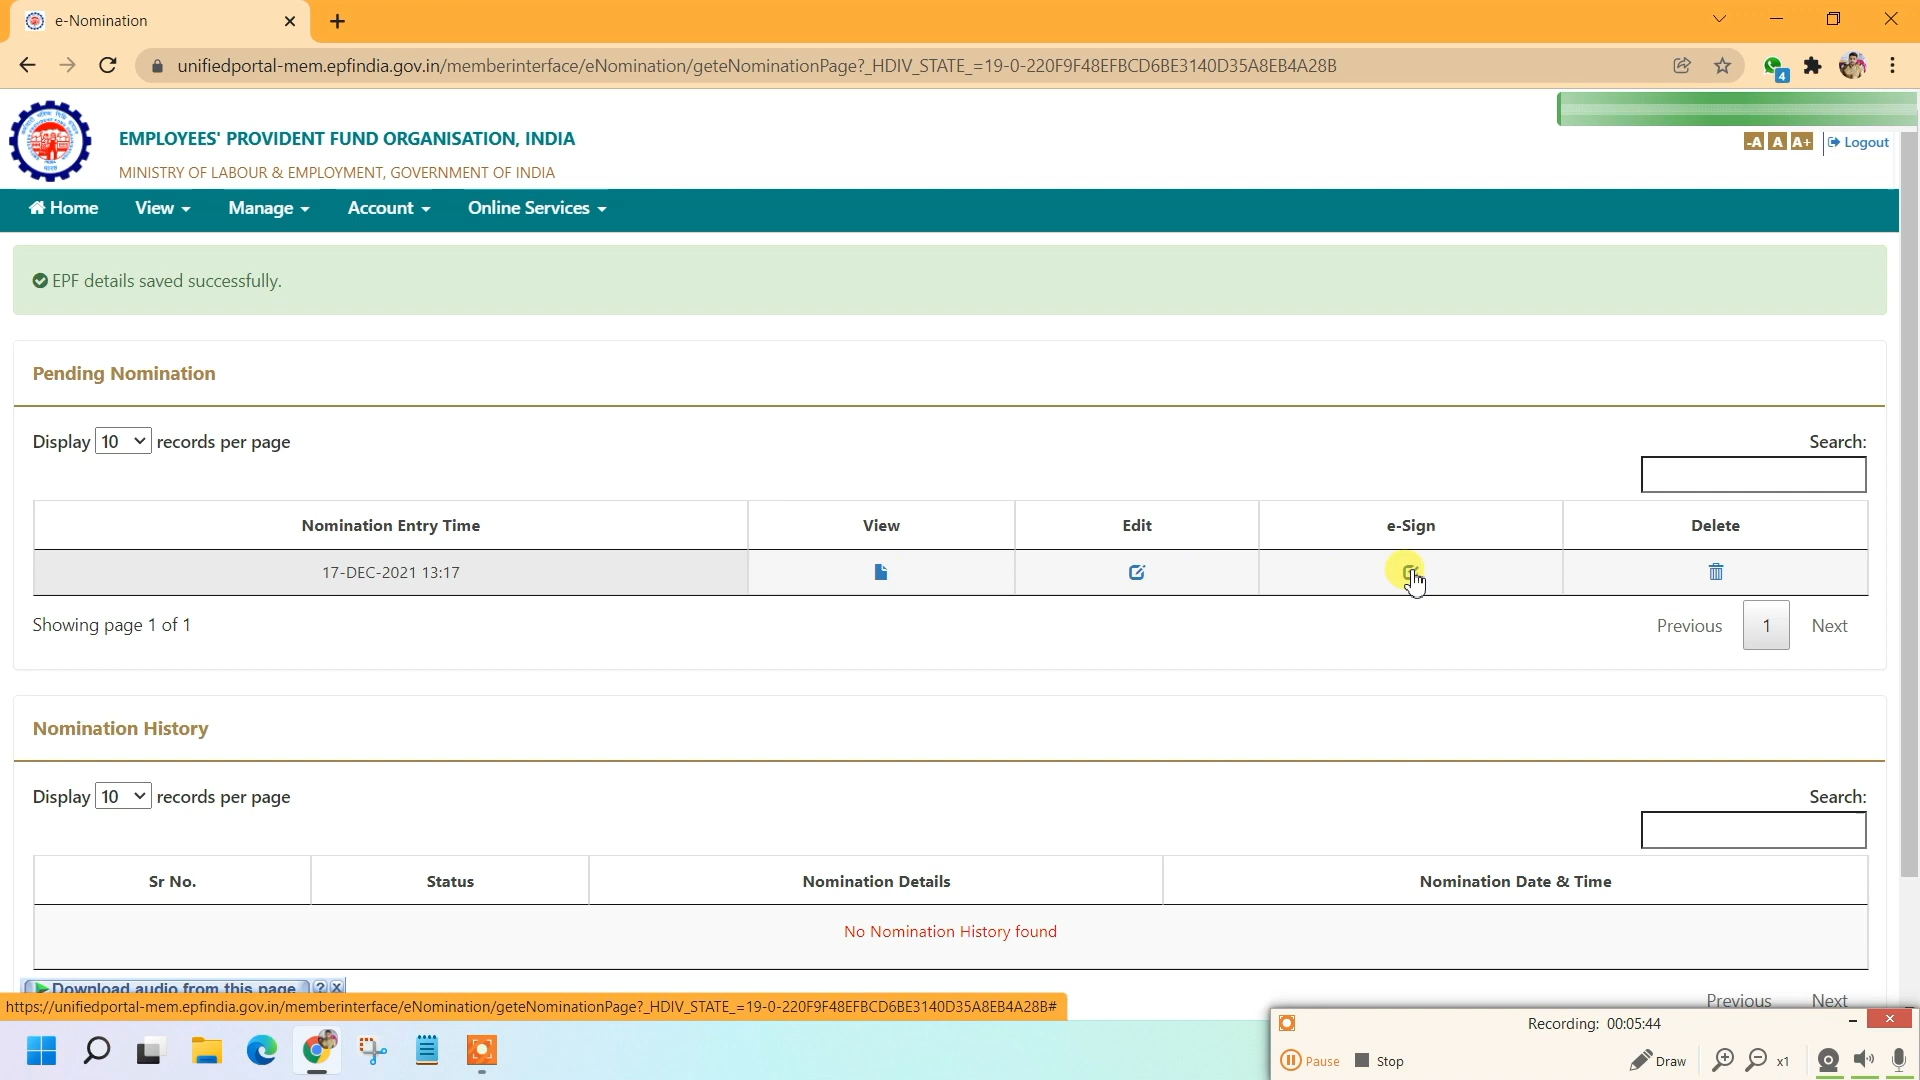 e-Nomination
unifiedportal-mem.epfindia.gov.in/memberinterface/eNomination/geteNominationPage?_HDIV_STATE_=19-0-220F9F48EFBCD6BE3140D35A8EB4A28B
4
EMPLOYEES' PROVIDENT FUND ORGANISATION, INDIA
MINISTRY OF LABOUR & EMPLOYMENT, GOVERNMENT OF INDIA
-A A A+ Logout
Home View Manage Account Online Services
EPF details saved successfully.
Pending Nomination
Display 10 records per page
Search:
Nomination Entry Time View Edit e-Sign Delete
17-DEC-2021 13:17
Showing page 1 of 1
Previous 1 Next
Nomination History
Display 10 records per page
Search:
Sr No. Status Nomination Details Nomination Date & Time
No Nomination History found
Download audio from this page ? X
Previous Next
https://unifiedportal-mem.epfindia.gov.in/memberinterface/eNomination/geteNominationPage?_HDIV_STATE_=19-0-220F9F48EFBCD6BE3140D35A8EB4A28B#
Recording: 00:05:44
Pause Stop Draw x1